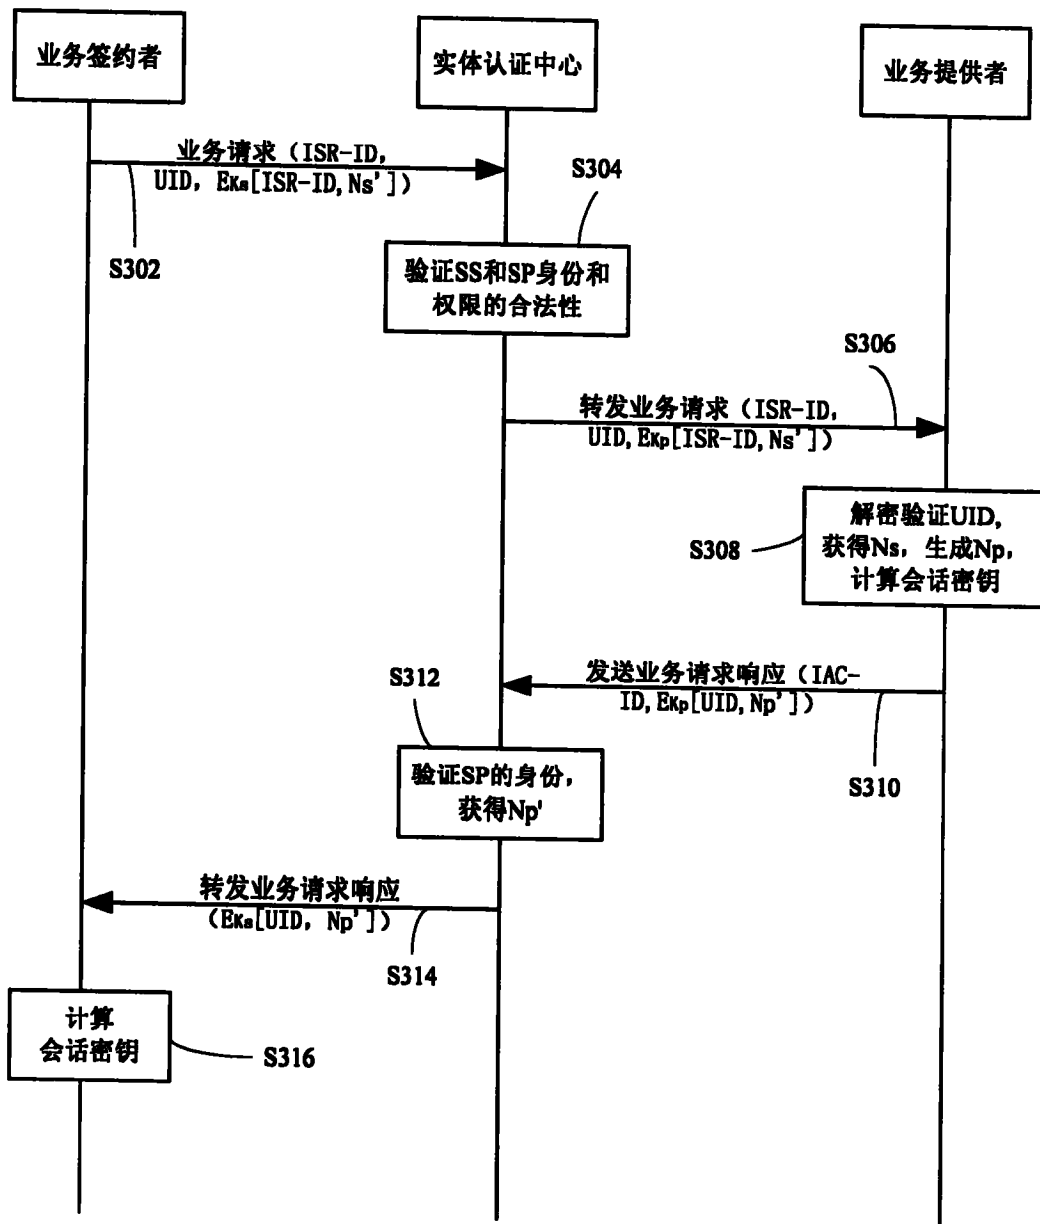 业务签约者
实体认证中心
业务提供者
业务请求（ISR-ID，
UID，EKs[ISR-ID,Ns']）
S302
S304
验证SS和SP身份和
权限的合法性
S306
转发业务请求（ISR-ID，
UID,EKp[ISR-ID,Ns']）
S308
解密验证UID，
获得Ns，生成Np，
计算会话密钥
发送业务请求响应（IAC-
ID,EKp[UID,Np']）
S310
S312
验证SP的身份，
获得Np'
转发业务请求响应
（EKs[UID，Np']）
S314
计算
会话密钥
S316